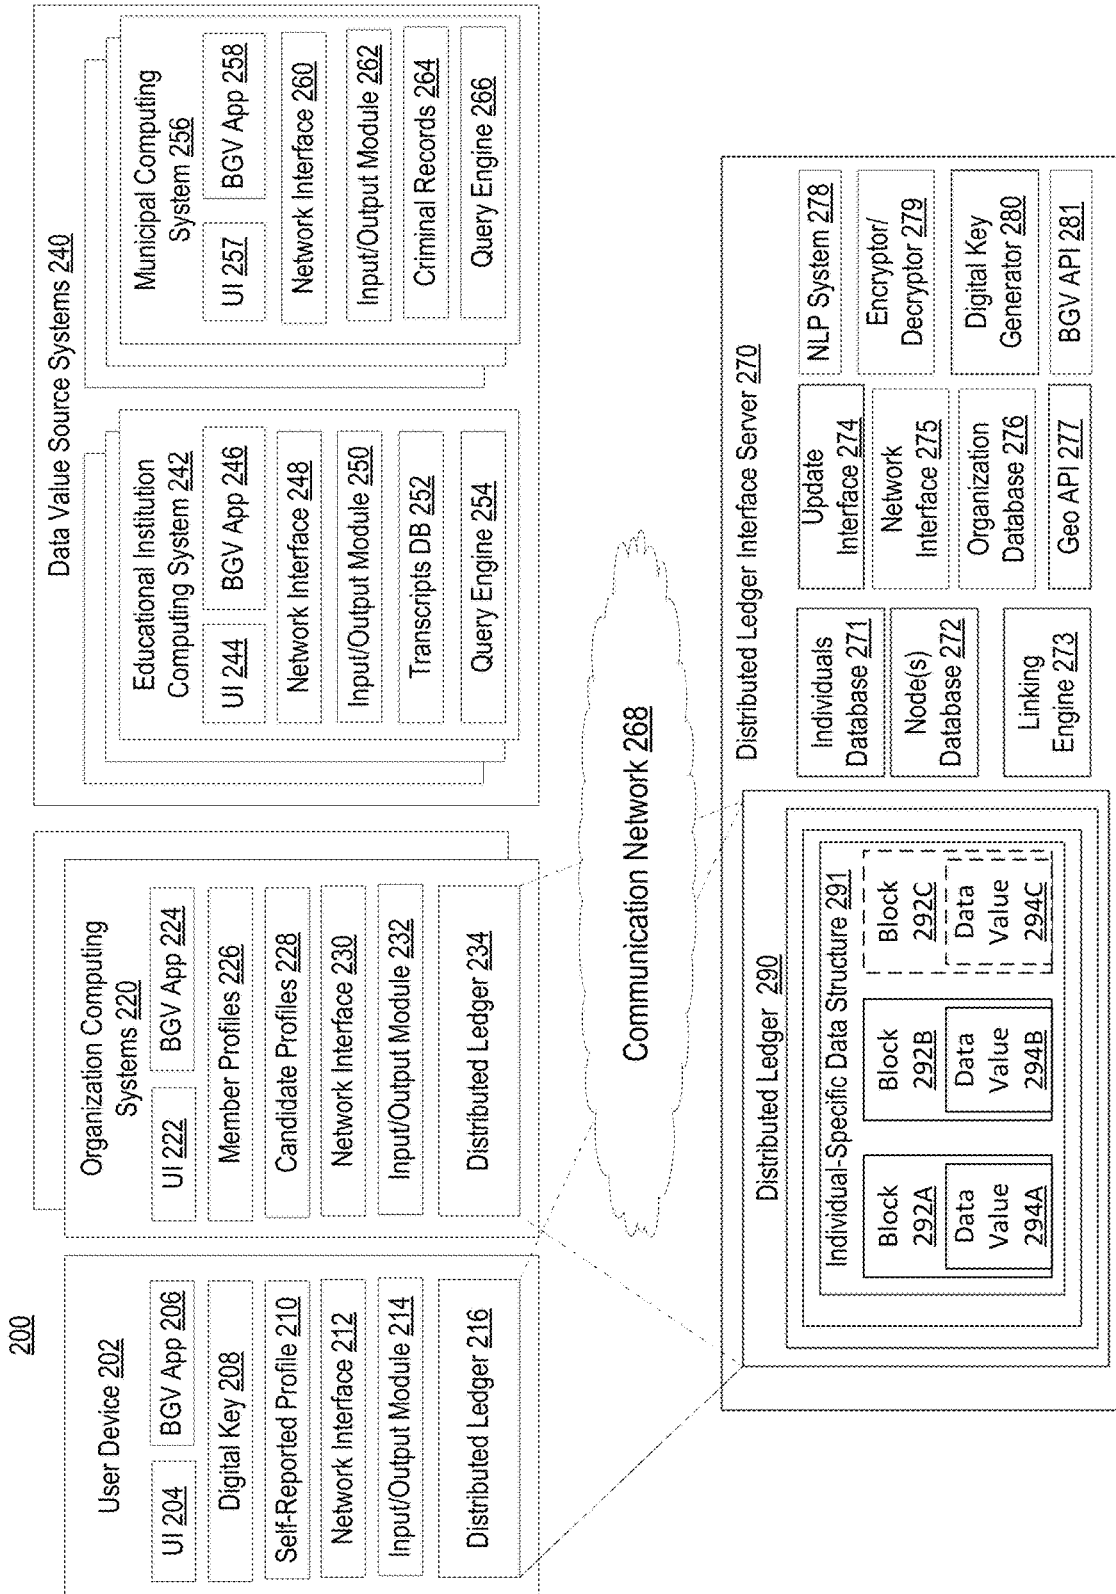 200
User Device 202
UI 204
BGV App 206
Digital Key 208
Self-Reported Profile 210
Network Interface 212
Input/Output Module 214
Distributed Ledger 216
Organization Computing
Systems 220
UI 222
BGV App 224
Member Profiles 226
Candidate Profiles 228
Network Interface 230
Input/Output Module 232
Distributed Ledger 234
Data Value Source Systems 240
Educational Institution
Computing System 242
UI 244
BGV App 246
Network Interface 248
Input/Output Module 250
Transcripts DB 252
Query Engine 254
Municipal Computing
System 256
UI 257
BGV App 258
Network Interface 260
Input/Output Module 262
Criminal Records 264
Query Engine 266
Communication Network 268
Distributed Ledger Interface Server 270
Distributed Ledger 290
Individual-Specific Data Structure 291
Block
292A
Data
Value
294A
Block
292B
Data
Value
294B
Block
292C
Data
Value
294C
Individuals
Database 271
Node(s)
Database 272
Linking
Engine 273
Update
Interface 274
Network
Interface 275
Organization
Database 276
Geo API 277
NLP System 278
Encryptor/
Decryptor 279
Digital Key
Generator 280
BGV API 281